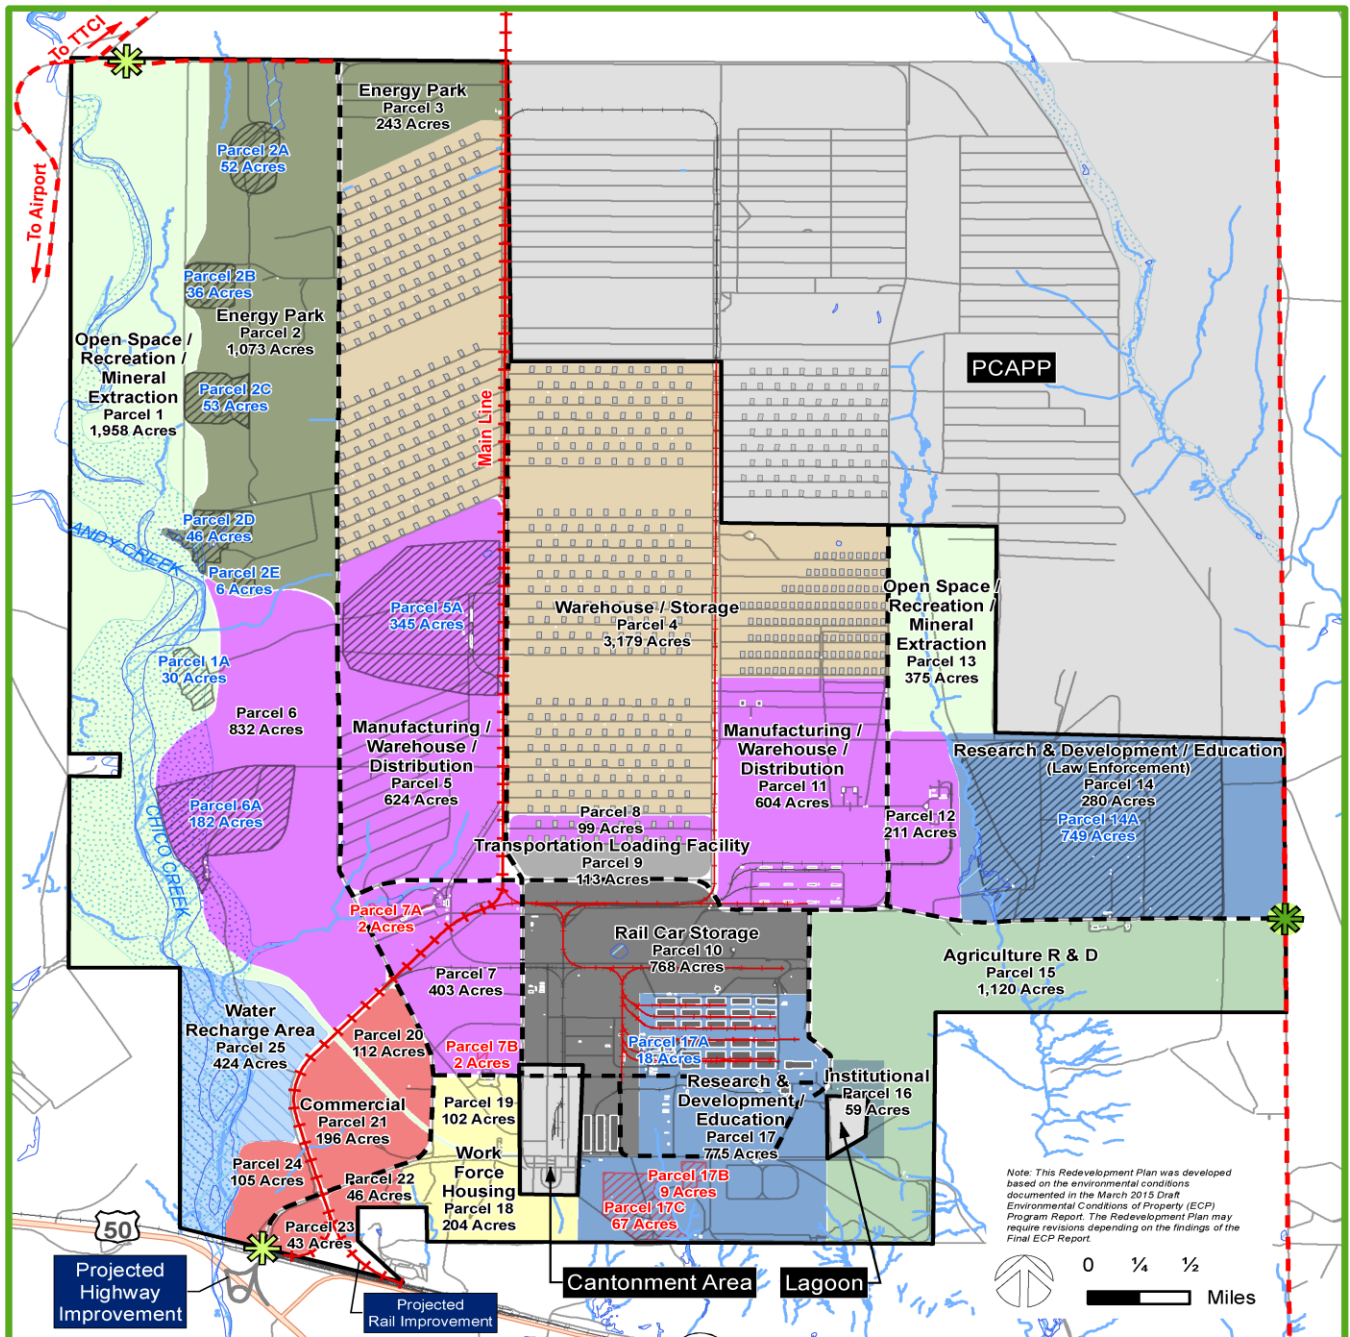 To TTCI
To Airport
Energy Park
Parcel 3
243 Acres
Parcel 2A
52 Acres
Parcel 2B
36 Acres
Energy Park
Parcel 2
1,073 Acres
Open Space /
Recreation /
Mineral
Extraction
Parcel 1
1,958 Acres
Parcel 2C
53 Acres
Main Line
PCAPP
Parcel 2D
46 Acres
ANDY CREEK
Parcel 2E
6 Acres
Parcel 5A
345 Acres
Warehouse / Storage
Parcel 4
3,179 Acres
Open Space /
Recreation /
Mineral
Extraction
Parcel 13
375 Acres
Parcel 1A
30 Acres
Parcel 6
832 Acres
Manufacturing /
Warehouse /
Distribution
Parcel 5
624 Acres
Manufacturing /
Warehouse /
Distribution
Parcel 11
604 Acres
Research & Development / Education
(Law Enforcement)
Parcel 14
280 Acres
Parcel 14A
749 Acres
Parcel 6A
182 Acres
CHICO CREEK
Parcel 8
99 Acres
Parcel 12
211 Acres
Transportation Loading Facility
Parcel 9
113 Acres
Parcel 7A
2 Acres
Rail Car Storage
Parcel 10
768 Acres
Agriculture R & D
Parcel 15
1,120 Acres
Parcel 7
403 Acres
Water
Recharge Area
Parcel 25
424 Acres
Parcel 20
112 Acres
Parcel 7B
2 Acres
Parcel 17A
18 Acres
Research &
Development /
Education
Parcel 17
775 Acres
Institutional
Parcel 16
59 Acres
Commercial
Parcel 21
196 Acres
Parcel 19
102 Acres
Work
Force
Housing
Parcel 18
204 Acres
Parcel 24
105 Acres
Parcel 22
46 Acres
Parcel 17B
9 Acres
Parcel 17C
67 Acres
Parcel 23
43 Acres
50
Projected
Highway
Improvement
Projected
Rail Improvement
Cantonment Area
Lagoon
Note: This Redevelopment Plan was developed
based on the environmental conditions
documented in the March 2015 Draft
Environmental Conditions of Property (ECP)
Program Report. The Redevelopment Plan may
require revisions depending on the findings of the
Final ECP Report.
0 ¼ ½
Miles